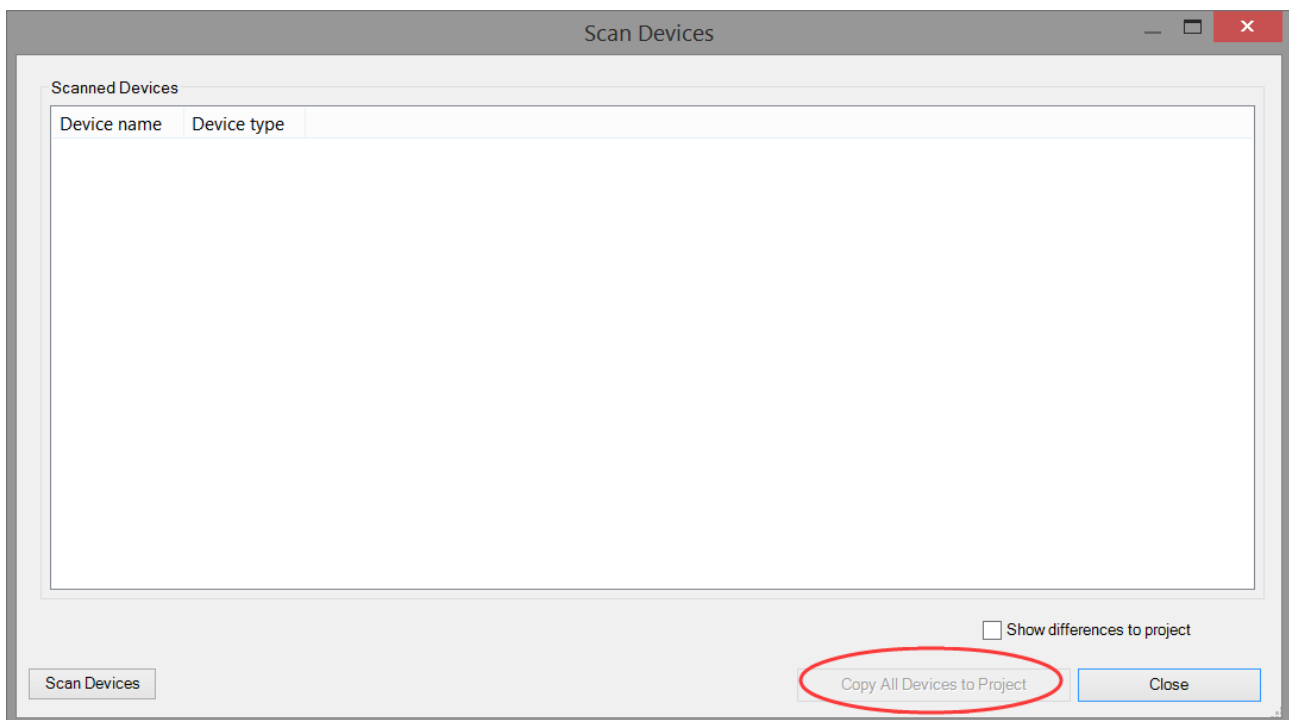 Scan Devices
Scanned Devices
Device name Device type
Show differences to project
Scan Devices Copy All Devices to Project Close